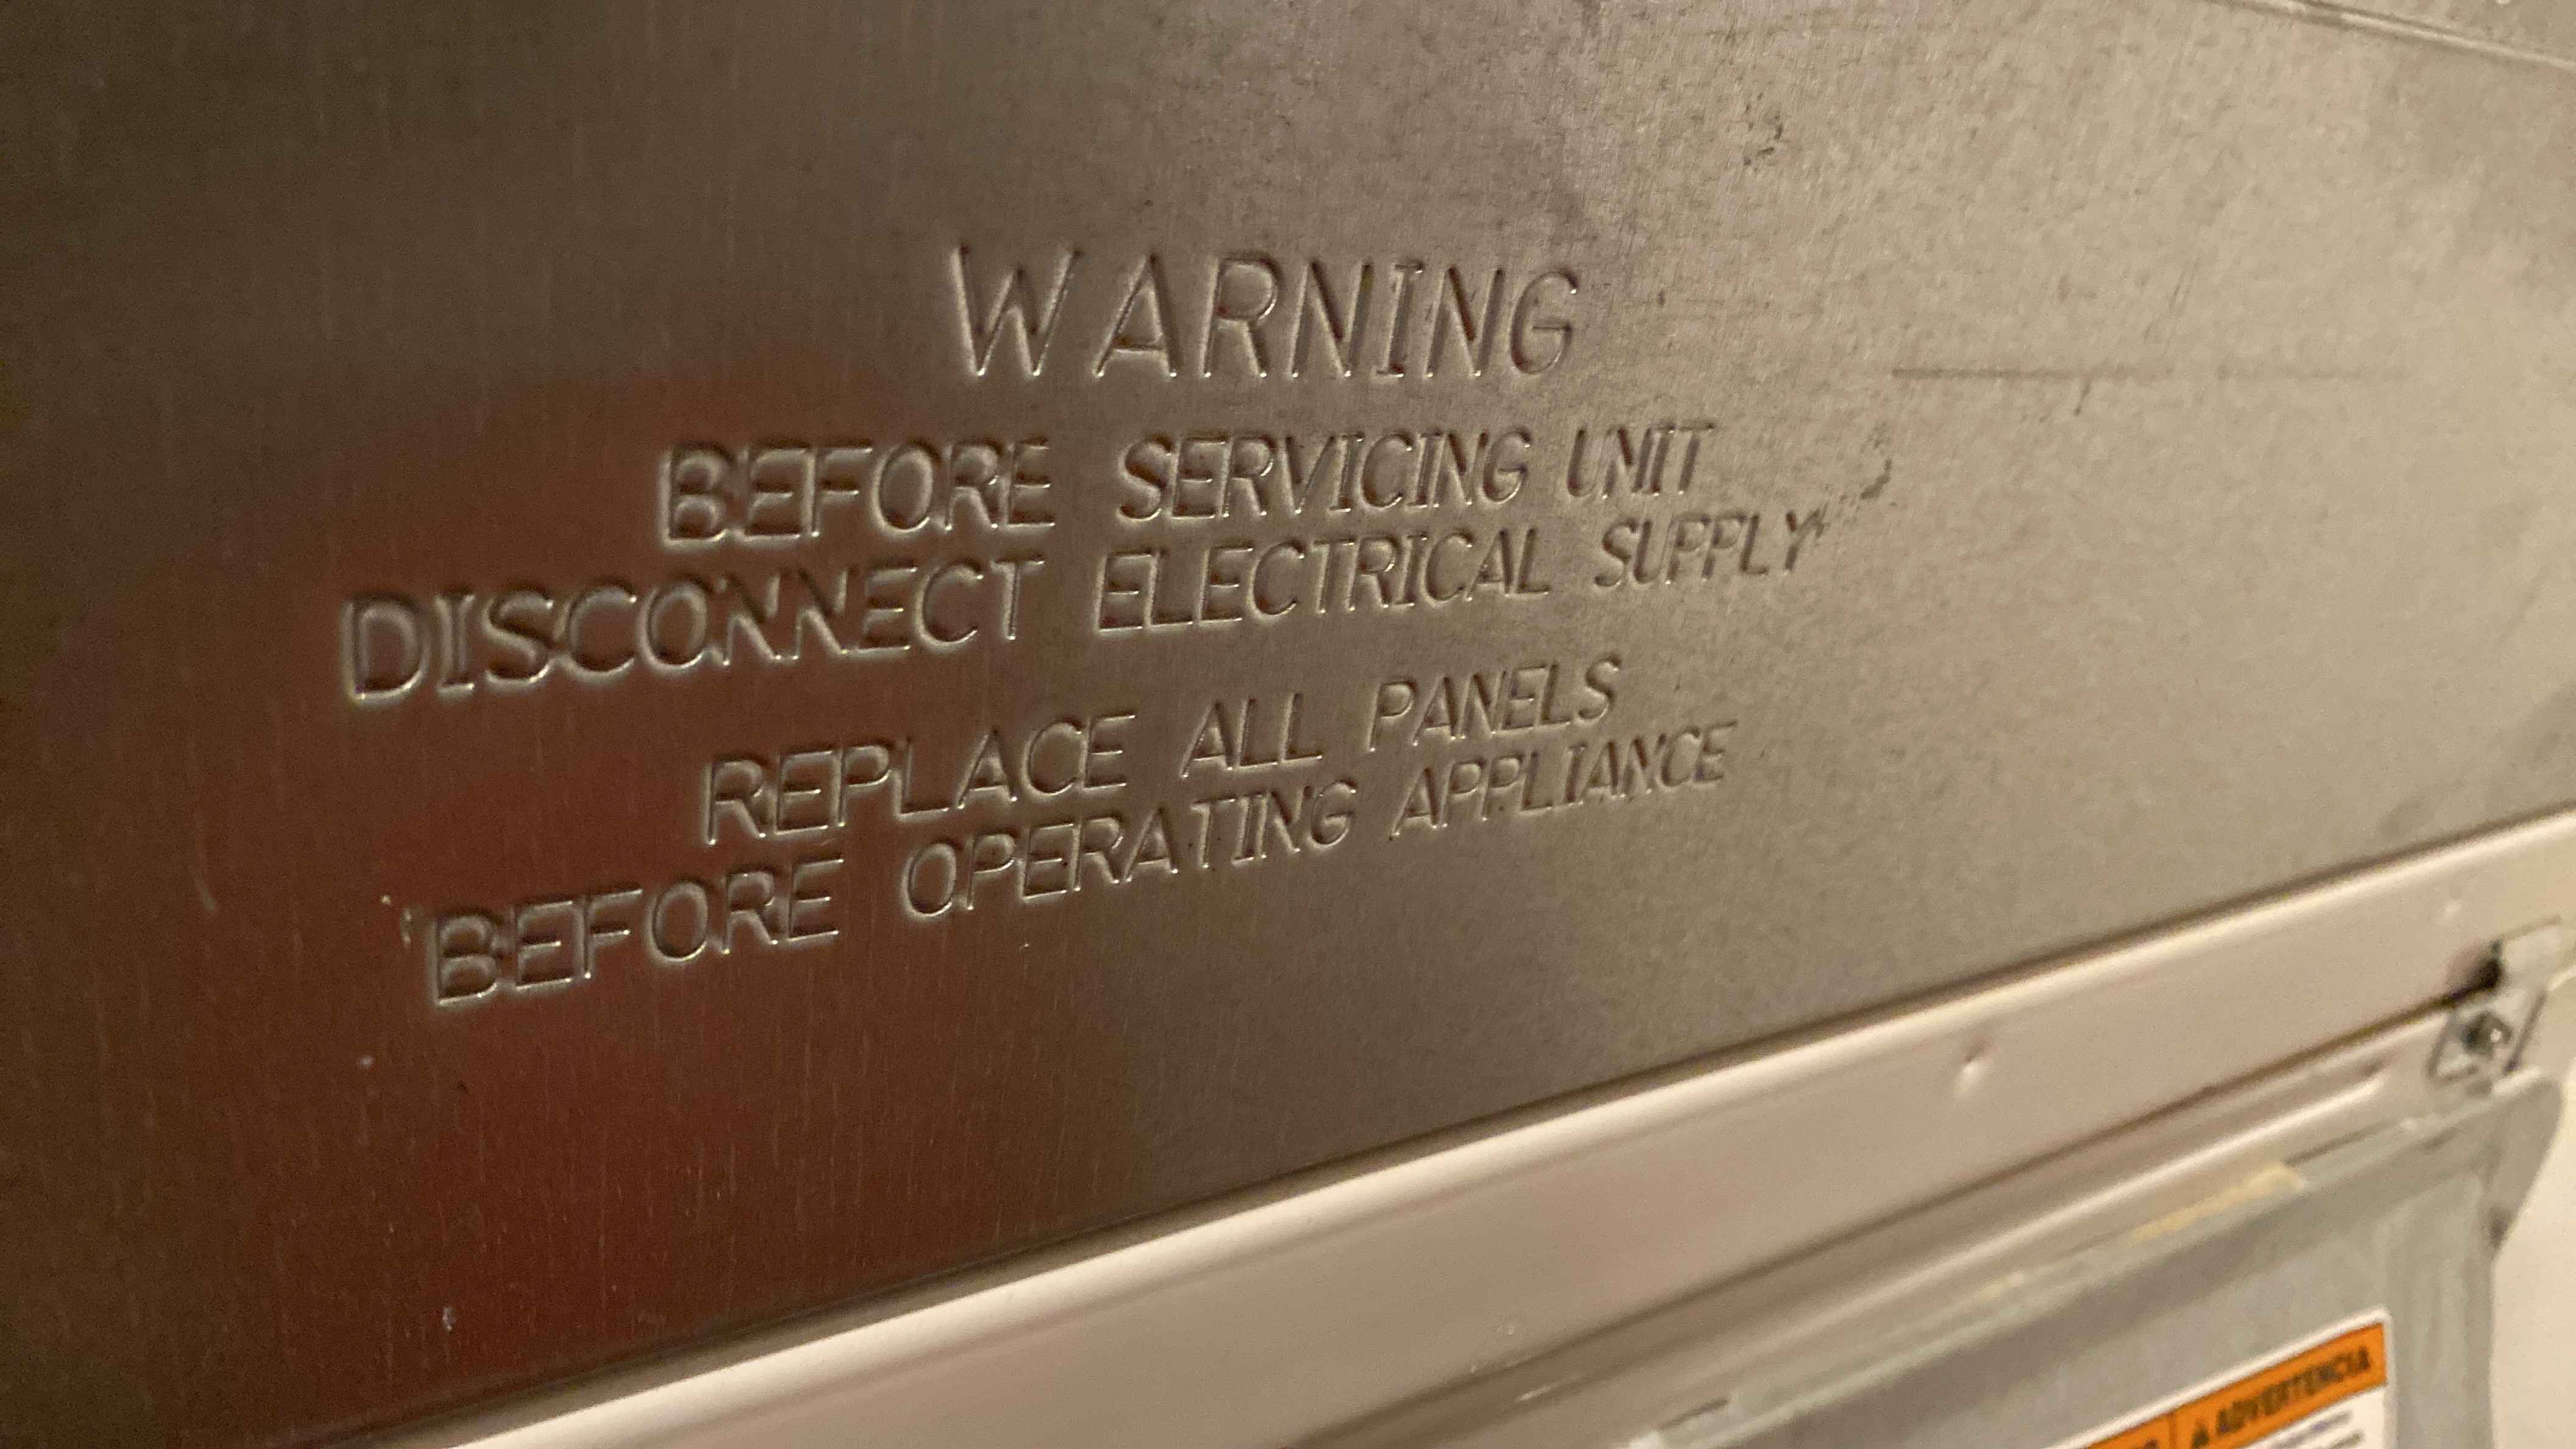 WARNING
BEFORE SERVICING UNIT
DISCONNECT ELECTRICAL SUPPLY
REPLACE ALL PANELS
BEFORE OPERATING APPLIANCE
ADVERTENCIA